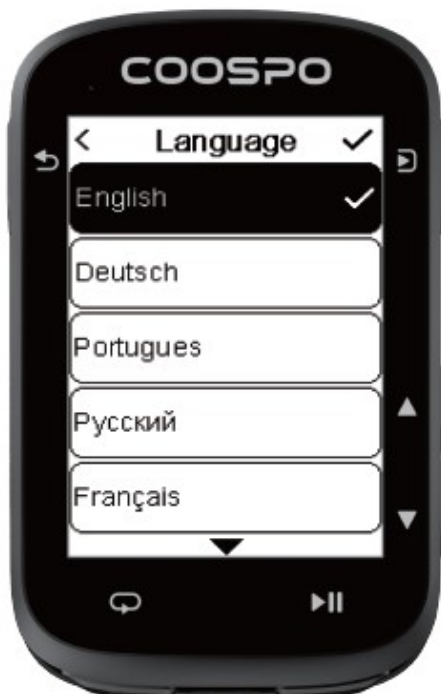 COOSPO
Language
English
Deutsch
Portugues
Русский
Français